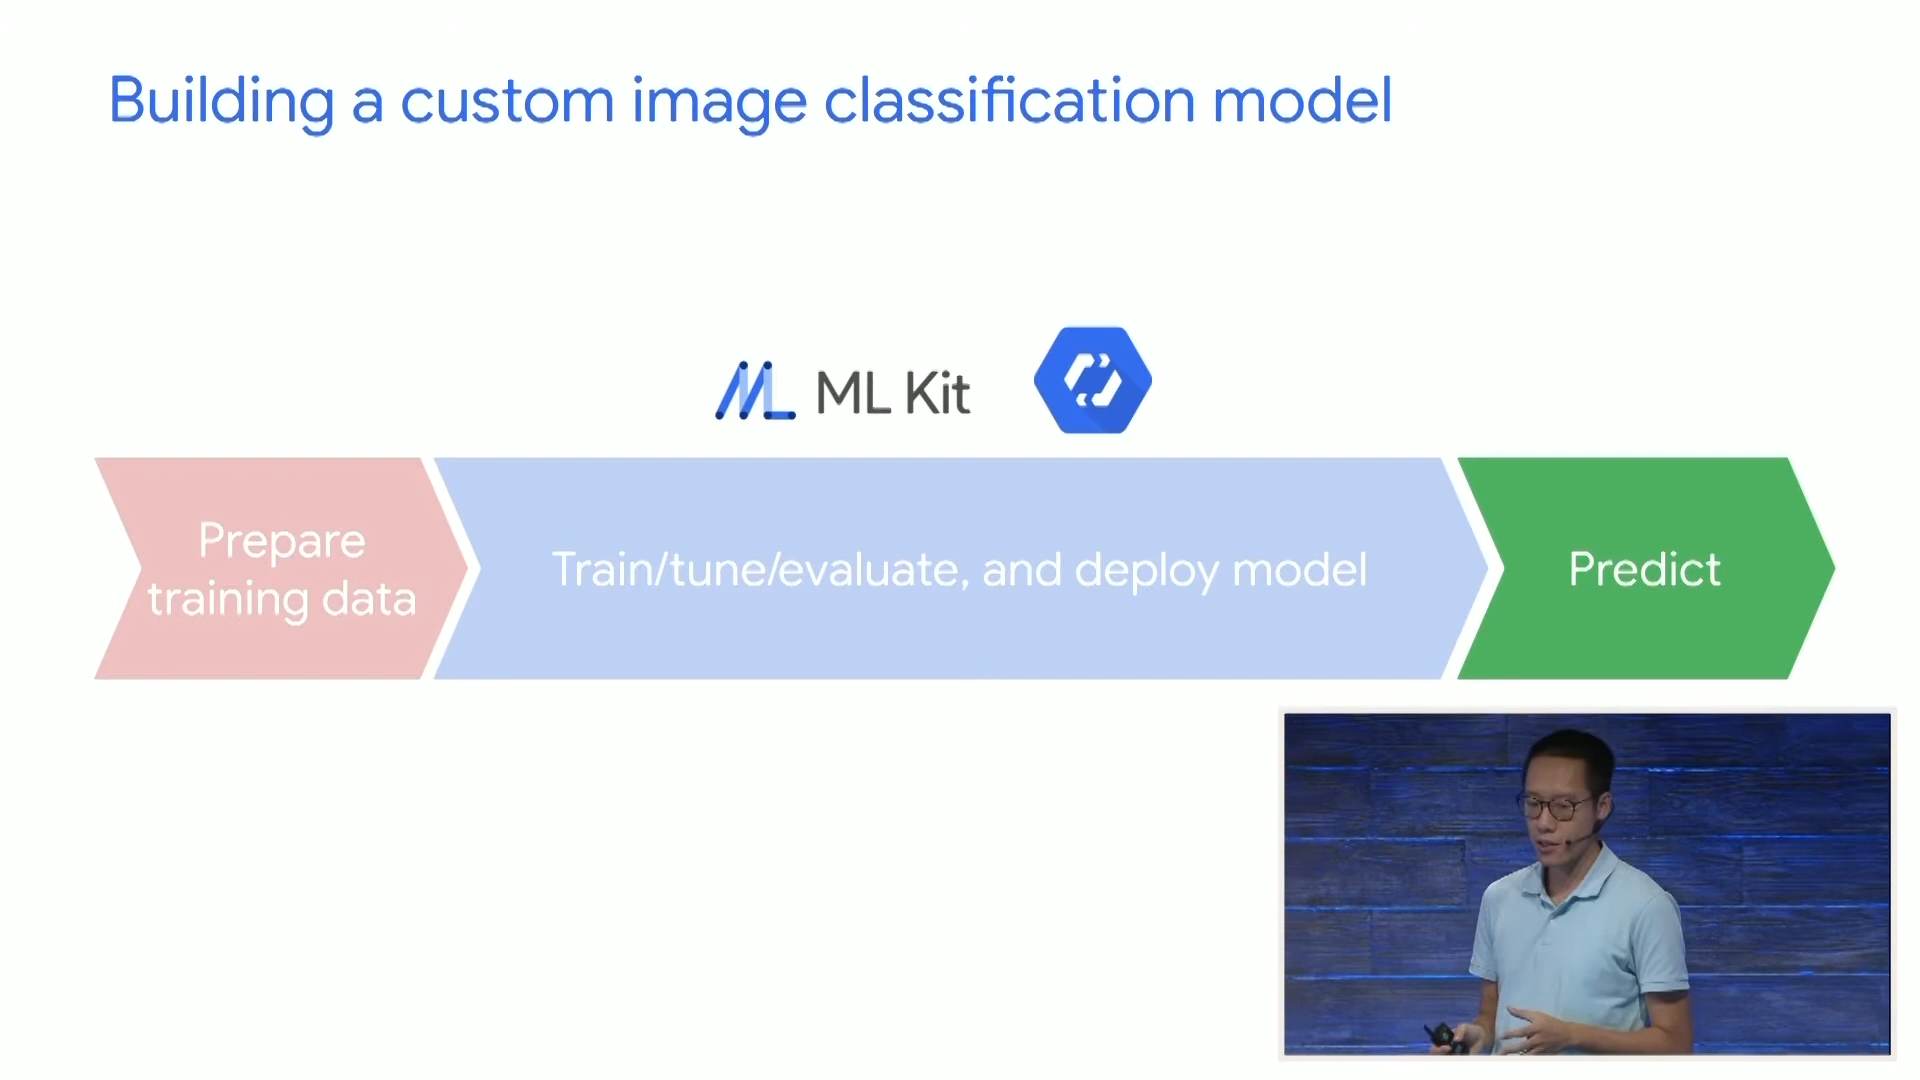 Building a custom image classification model
ML Kit
Prepare
training data
Train/tune/evaluate, and deploy model
Predict